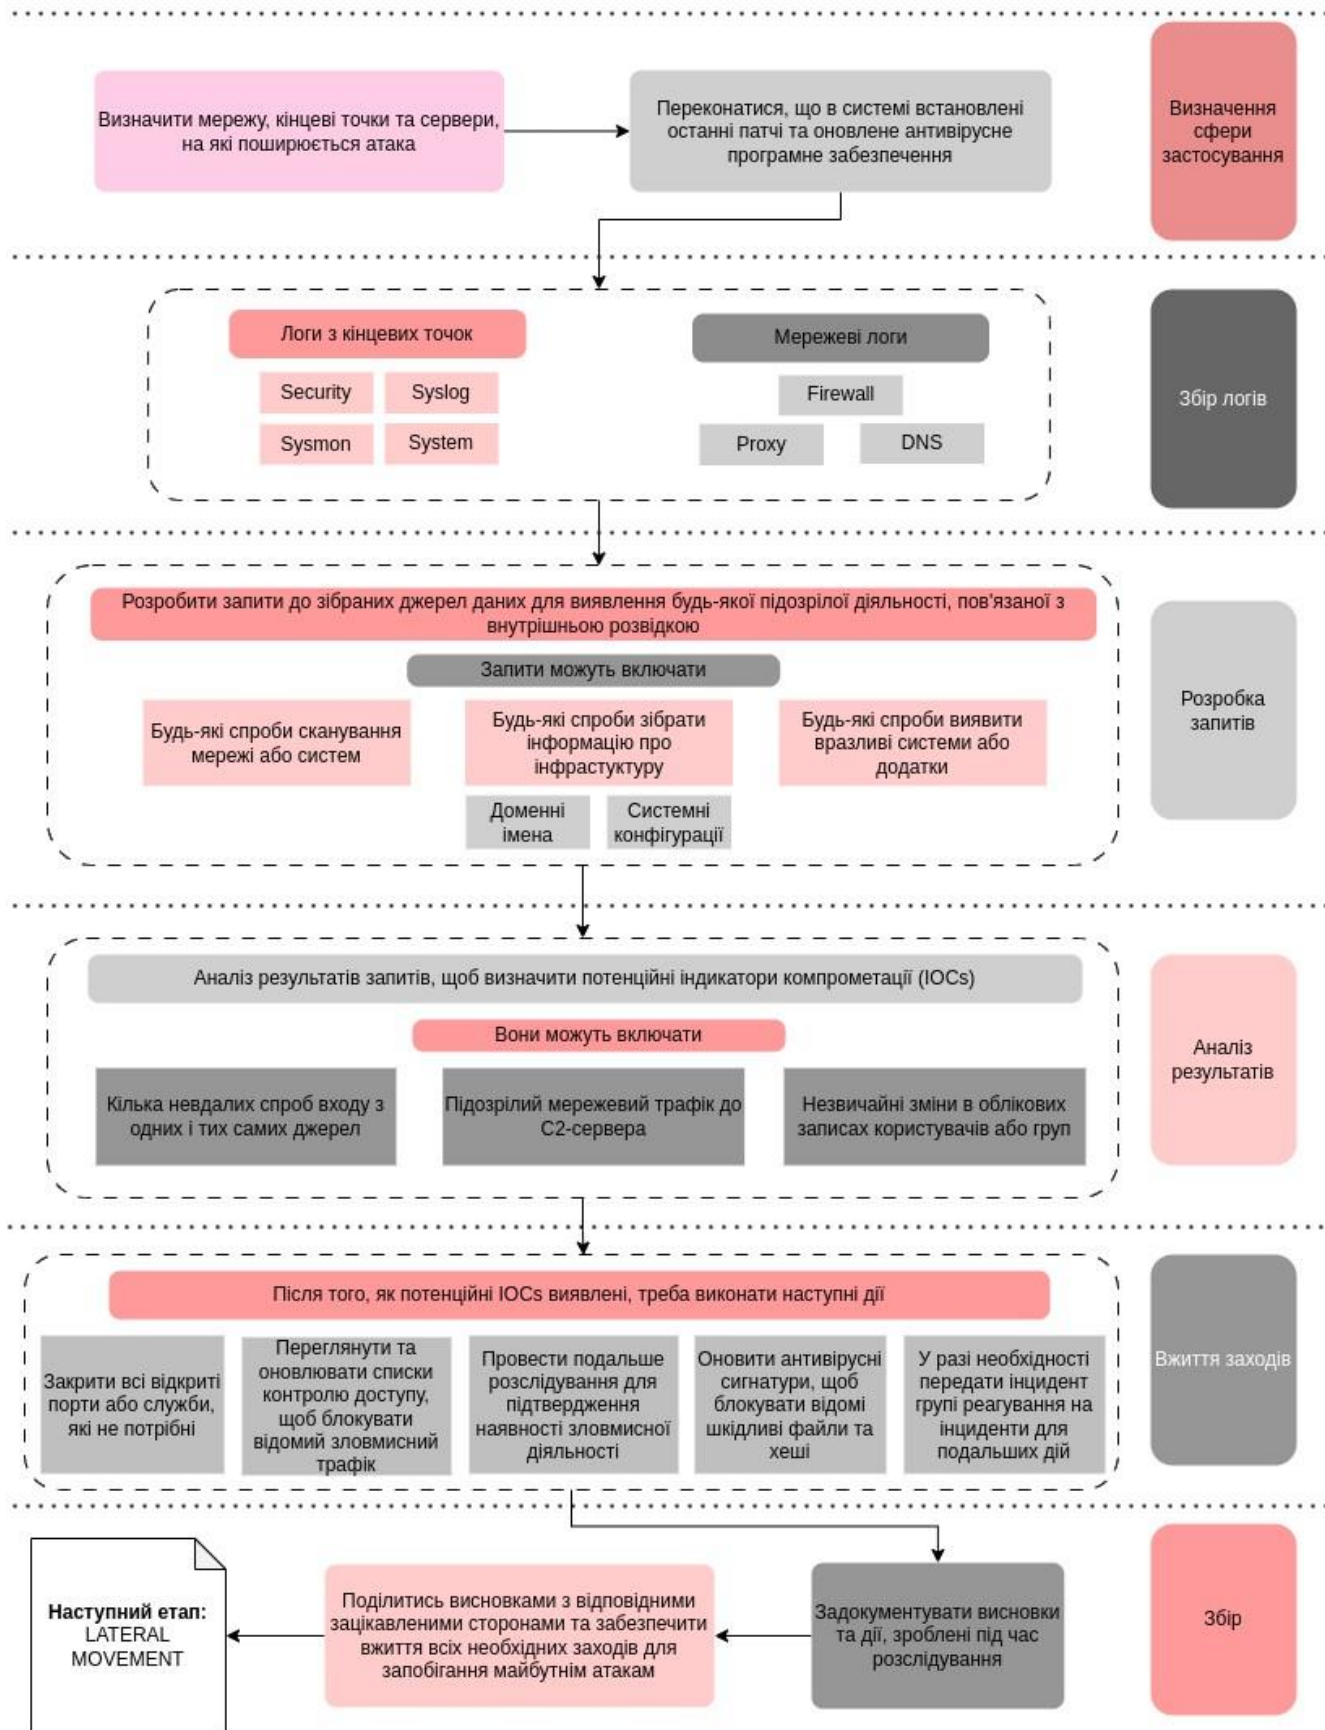 Визначити мережу, кінцеві точки та сервери,
на які поширюється атака
Переконатися, що в системі встановлені
останні патчі та оновлене антивірусне
програмне забезпечення
Визначення
сфери
застосування
Логи з кінцевих точок
Security
Syslog
Sysmon
System
Мережеві логи
Firewall
Proxy
DNS
Збір логів
Розробити запити до зібраних джерел даних для виявлення будь-якої підозрілої діяльності, пов'язаної з
внутрішньою розвідкою
Запити можуть включати
Будь-які спроби сканування
мережі або систем
Будь-які спроби зібрати
інформацію про
інфрастуктуру
Доменні
імена
Системні
конфігурації
Будь-які спроби виявити
вразливі системи або
додатки
Розробка
запитів
Аналіз результатів запитів, щоб визначити потенційні індикатори компрометації (IOCs)
Вони можуть включати
Кілька невдалих спроб входу з
одних і тих самих джерел
Підозрілий мережевий трафік до
C2-сервера
Незвичайні зміни в облікових
записах користувачів або груп
Аналіз
результатів
Після того, як потенційні IOCs виявлені, треба виконати наступні дії
Закрити всі відкриті
порти або служби,
які не потрібні
Переглянути та
оновлювати списки
контролю доступу,
щоб блокувати
відомий зловмисний
трафік
Провести подальше
розслідування для
підтвердження
наявності зловмисної
діяльності
Оновити антивірусні
сигнатури, щоб
блокувати відомі
шкідливі файли та
хеші
У разі необхідності
передати інцидент
групі реагування на
інциденти для
подальших дій
Вжиття заходів
Наступний етап:
LATERAL
MOVEMENT
Поділитись висновками з відповідними
зацікавленими сторонами та забезпечити
вжиття всіх необхідних заходів для
запобігання майбутнім атакам
Задокументувати висновки
та дії, зроблені під час
розслідування
Збір